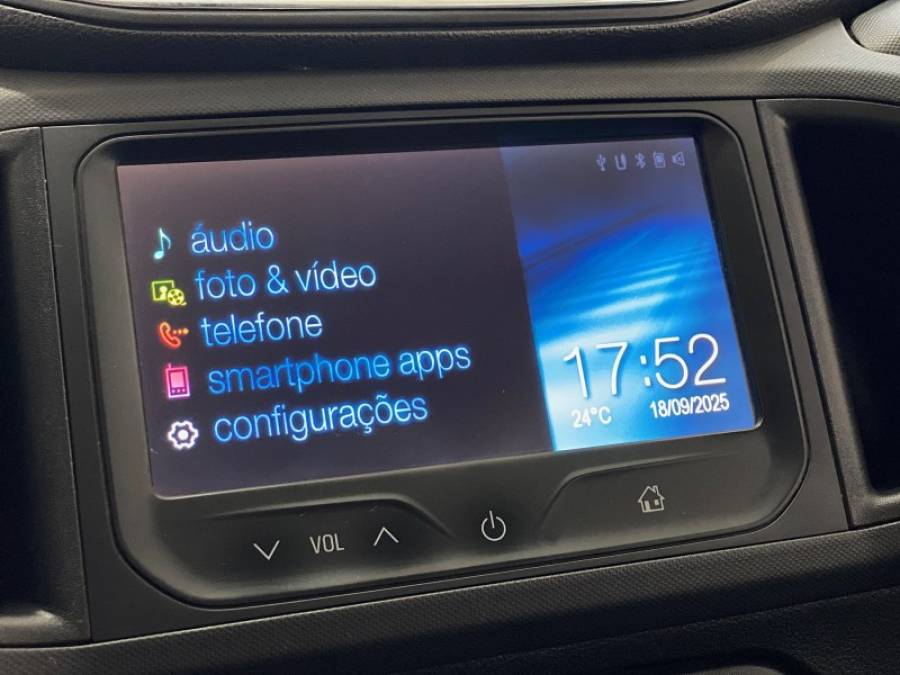 áudio
foto & vídeo
telefone
smartphone apps
configurações
17:52
24°C 18/09/2025
VOL